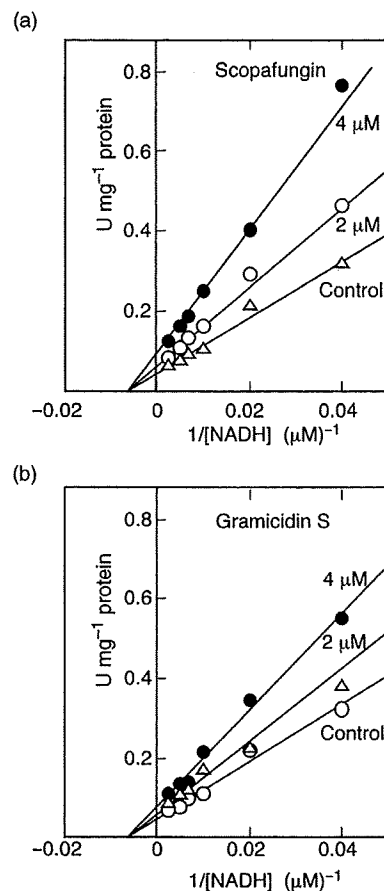 (a)
0.8
Scopafungin
4 μM
0.6
U mg⁻¹ protein
0.4
2 μM
Control
0.2
−0.02 0 0.02 0.04
1/[NADH] (μM)⁻¹
(b)
0.8
Gramicidin S
4 μM
0.6
U mg⁻¹ protein
2 μM
0.4
Control
0.2
−0.02 0 0.02 0.04
1/[NADH] (μM)⁻¹